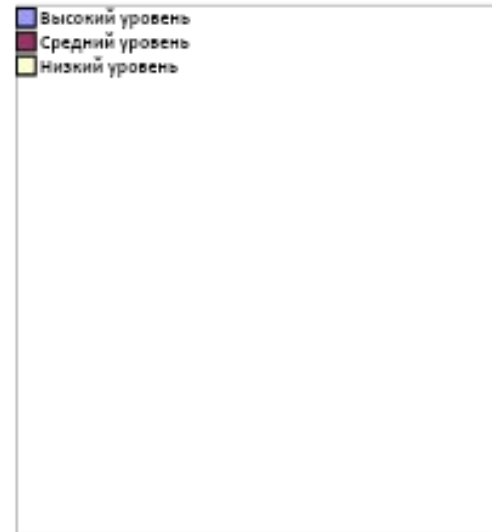 Высокий уровень
Средний уровень
Низкий уровень